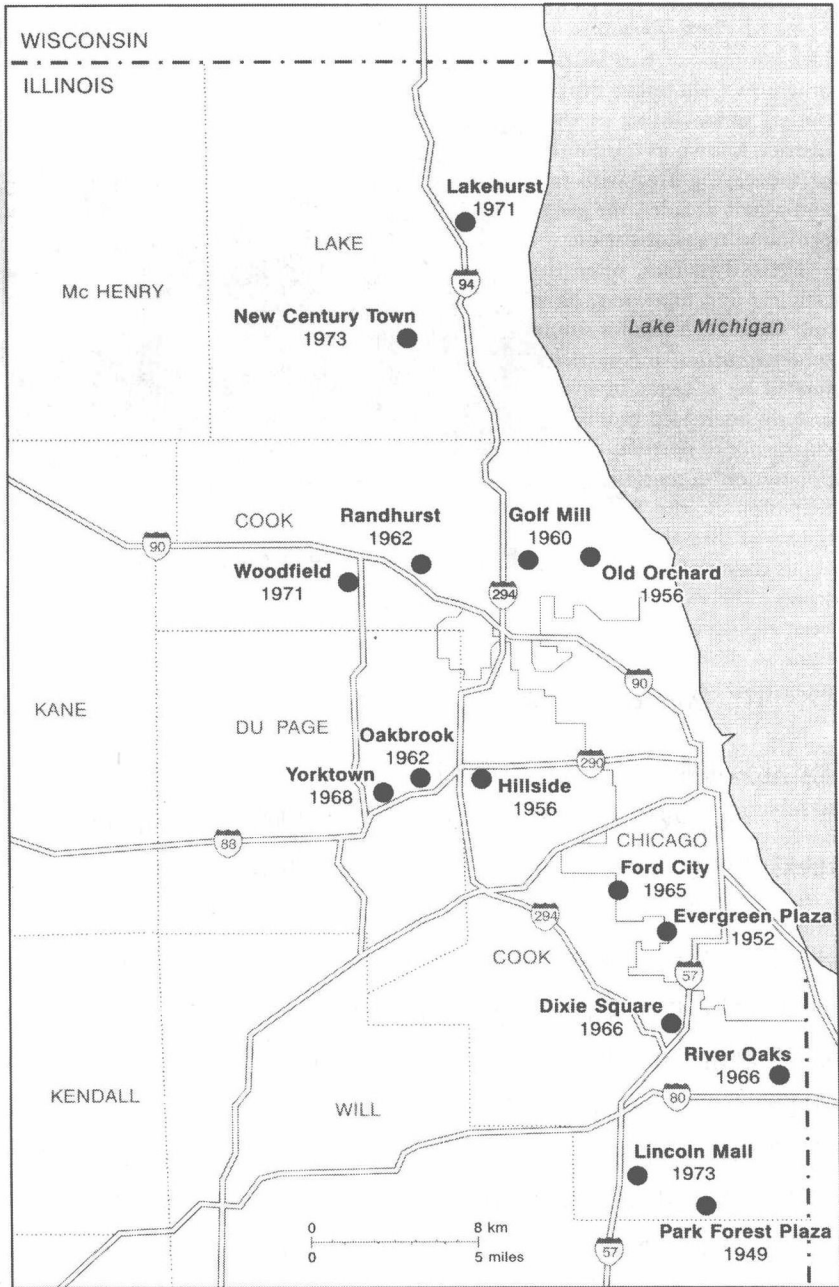 WISCONSIN
ILLINOIS
Lakehurst
1971
LAKE
Mc HENRY
94
New Century Town
1973
Lake Michigan
COOK
Randhurst
1962
Golf Mill
1960
90
Woodfield
1971
Old Orchard
1956
294
90
KANE
DU PAGE
Oakbrook
1962
Yorktown
1968
Hillside
1956
290
88
CHICAGO
Ford City
1965
294
Evergreen Plaza
1952
COOK
57
Dixie Square
1966
River Oaks
1966
KENDALL
WILL
80
Lincoln Mall
1973
0 8 km
0 5 miles
Park Forest Plaza
1949
57